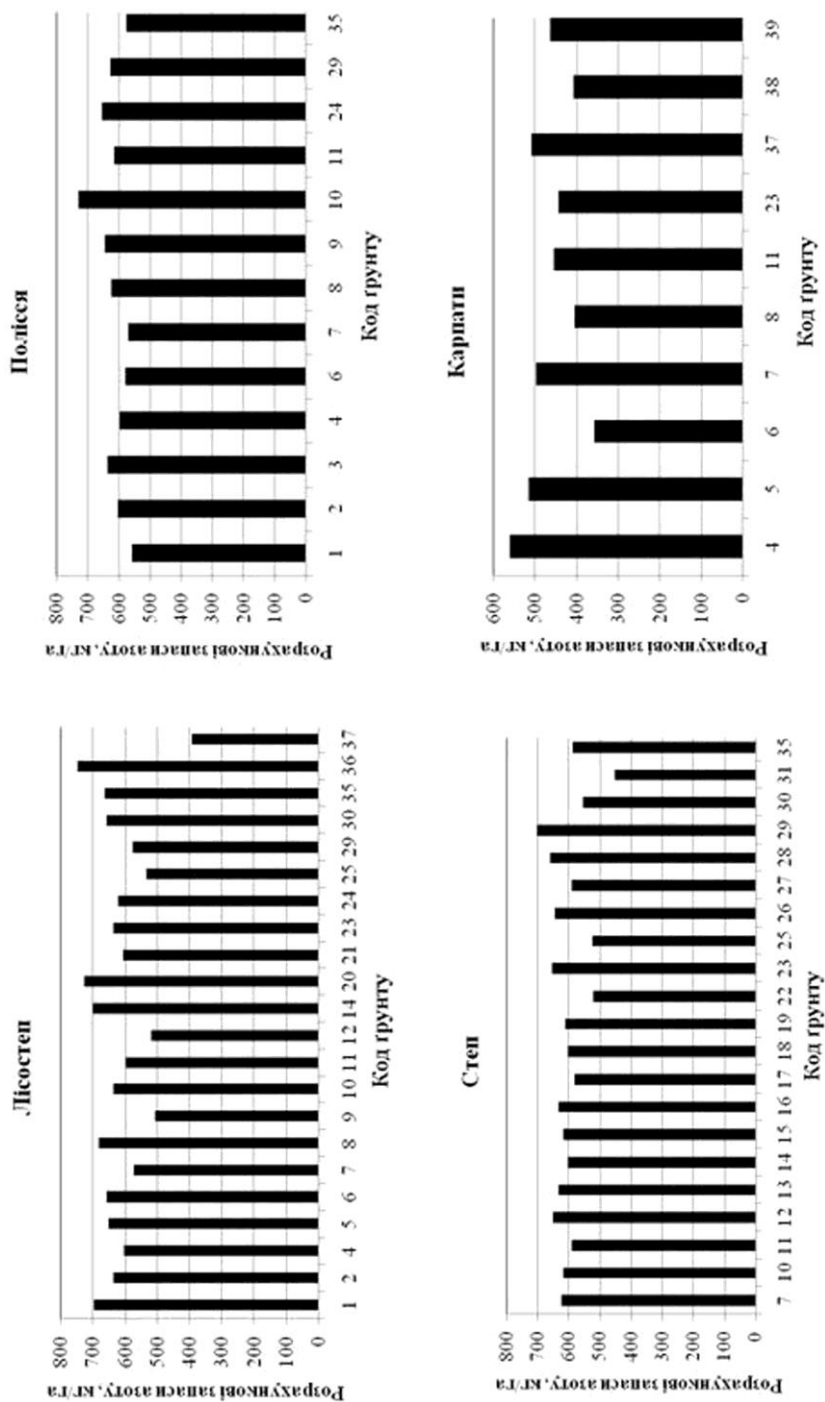 Лісостеп
Розрахункові запаси азоту, кг/га
800
700
600
500
400
300
200
100
0
1 2 4 5 6 7 8 9 10 11 12 14 20 21 23 24 25 29 30 35 36 37
Код ґрунту
Полісся
Розрахункові запаси азоту, кг/га
800
700
600
500
400
300
200
100
0
1 2 3 4 6 7 8 9 10 11 24 29 35
Код ґрунту
Степ
Розрахункові запаси азоту, кг/га
800
700
600
500
400
300
200
100
0
7 10 11 12 13 14 15 16 17 18 19 22 23 25 26 27 28 29 30 31 35
Код ґрунту
Карпати
Розрахункові запаси азоту, кг/га
600
500
400
300
200
100
0
4 5 6 7 8 11 23 37 38 39
Код ґрунту